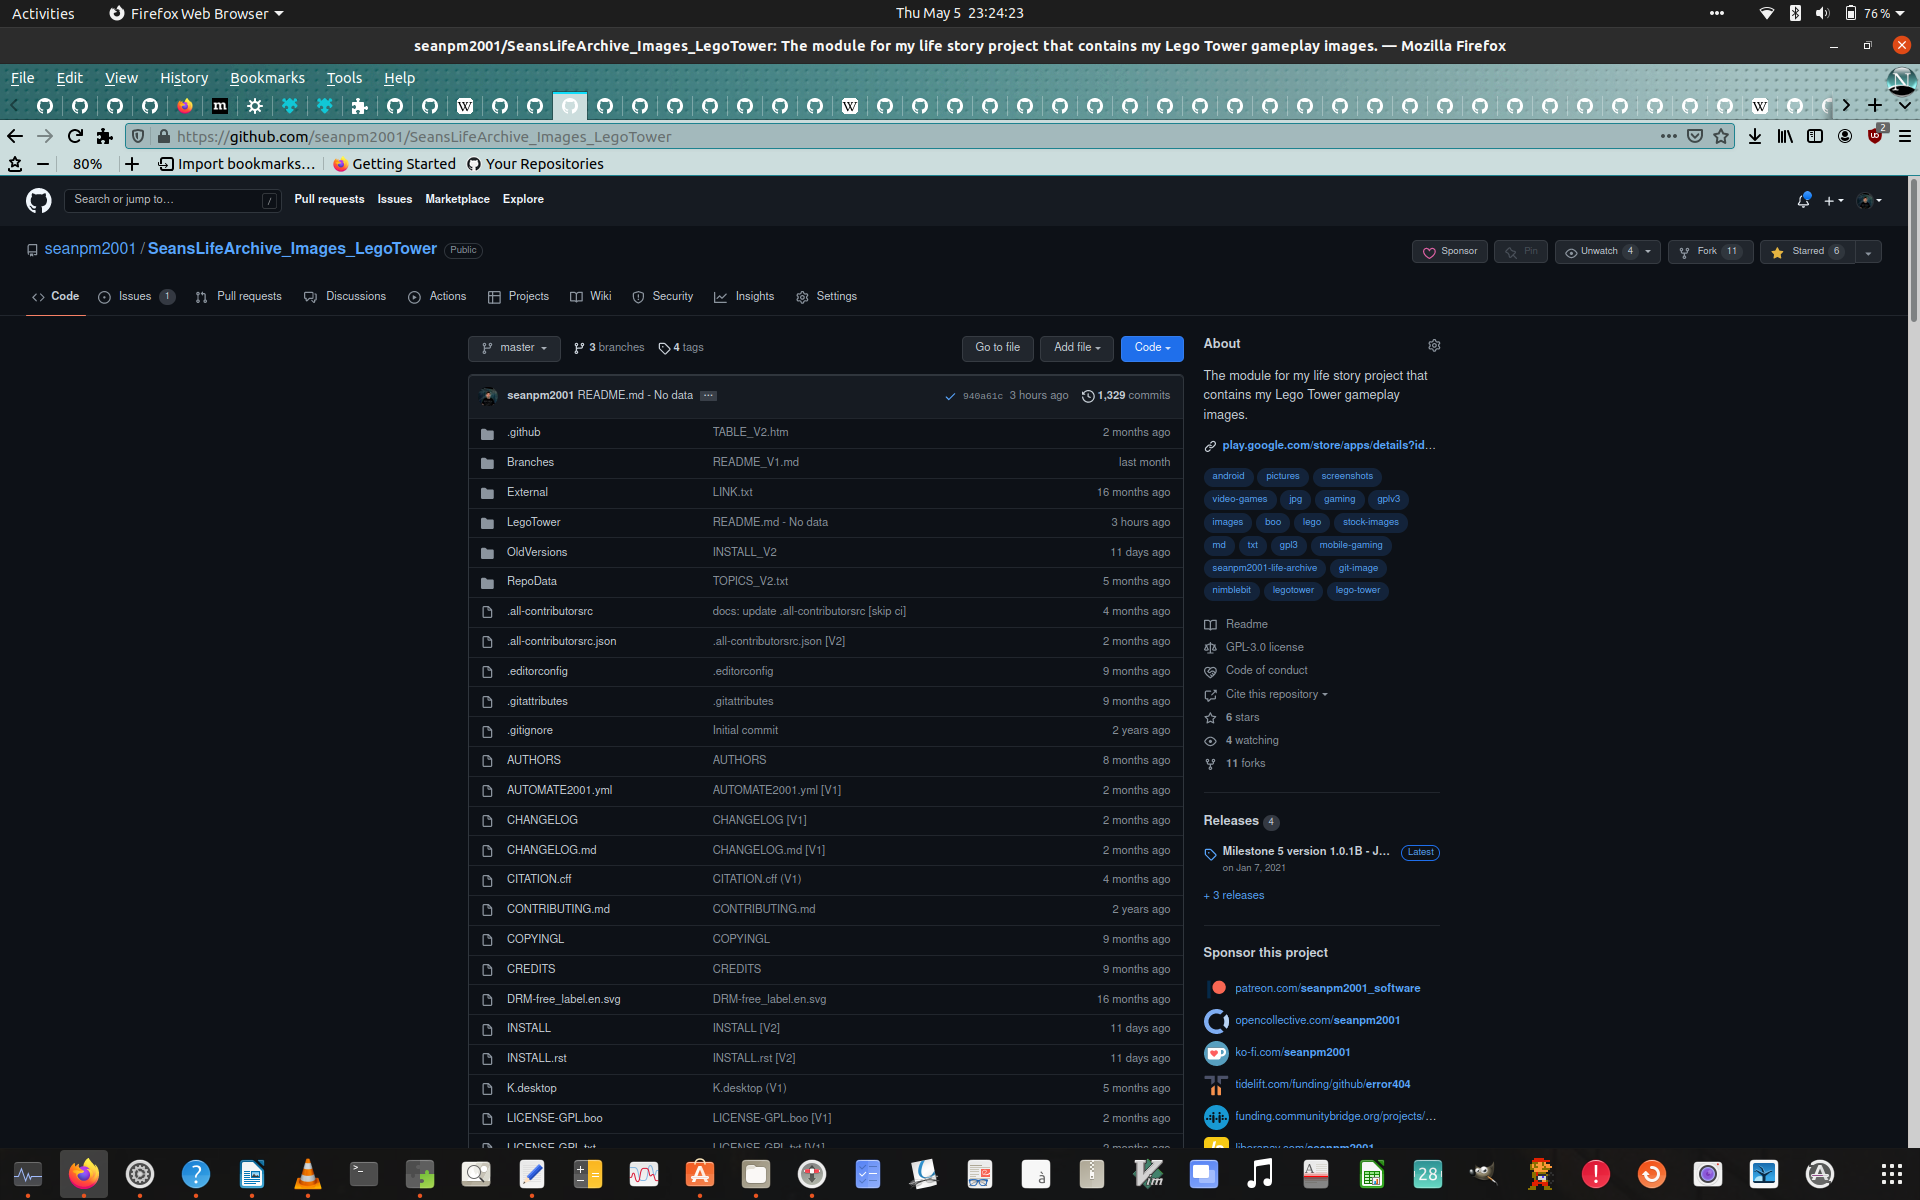 Activities
Firefox Web Browser
Thu May 5 23:24:23
76 %
seanpm2001/SeansLifeArchive_Images_LegoTower: The module for my life story project that contains my Lego Tower gameplay images. — Mozilla Firefox
File Edit View History Bookmarks Tools Help
https://github.com/seanpm2001/SeansLifeArchive_Images_LegoTower
2
80%
Import bookmarks…
Getting Started
Your Repositories
Search or jump to…
/
Pull requests
Issues
Marketplace
Explore
seanpm2001 / SeansLifeArchive_Images_LegoTower
Public
Sponsor
Pin
Unwatch 4
Fork 11
Starred 6
Code
Issues 1
Pull requests
Discussions
Actions
Projects
Wiki
Security
Insights
Settings
master
3 branches
4 tags
Go to file
Add file
Code
seanpm2001 README.md - No data
940a61c 3 hours ago
1,329 commits
.github TABLE_V2.htm 2 months ago
Branches README_V1.md last month
External LINK.txt 16 months ago
LegoTower README.md - No data 3 hours ago
OldVersions INSTALL_V2 11 days ago
RepoData TOPICS_V2.txt 5 months ago
.all-contributorsrc docs: update .all-contributorsrc [skip ci] 4 months ago
.all-contributorsrc.json .all-contributorsrc.json [V2] 2 months ago
.editorconfig .editorconfig 9 months ago
.gitattributes .gitattributes 9 months ago
.gitignore Initial commit 2 years ago
AUTHORS AUTHORS 8 months ago
AUTOMATE2001.yml AUTOMATE2001.yml [V1] 2 months ago
CHANGELOG CHANGELOG [V1] 2 months ago
CHANGELOG.md CHANGELOG.md [V1] 2 months ago
CITATION.cff CITATION.cff (V1) 4 months ago
CONTRIBUTING.md CONTRIBUTING.md 2 years ago
COPYINGL COPYINGL 9 months ago
CREDITS CREDITS 9 months ago
DRM-free_label.en.svg DRM-free_label.en.svg 16 months ago
INSTALL INSTALL [V2] 11 days ago
INSTALL.rst INSTALL.rst [V2] 11 days ago
K.desktop K.desktop (V1) 5 months ago
LICENSE-GPL.boo LICENSE-GPL.boo [V1] 2 months ago
LICENSE-GPL.txt LICENSE-GPL.txt [V1] 2 months ago
About
The module for my life story project that
contains my Lego Tower gameplay
images.
play.google.com/store/apps/details?id…
android pictures screenshots
video-games jpg gaming gplv3
images boo lego stock-images
md txt gpl3 mobile-gaming
seanpm2001-life-archive git-image
nimblebit legotower lego-tower
Readme
GPL-3.0 license
Code of conduct
Cite this repository
6 stars
4 watching
11 forks
Releases 4
Milestone 5 version 1.0.1B - J…
Latest
on Jan 7, 2021
+ 3 releases
Sponsor this project
patreon.com/seanpm2001_software
opencollective.com/seanpm2001
ko-fi.com/seanpm2001
tidelift.com/funding/github/error404
funding.communitybridge.org/projects/…
liberapay.com/seanpm2001
28